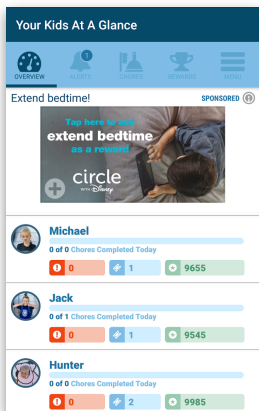 Your Kids At A Glance
1
OVERVIEW
ALERTS
CHORES
REWARDS
MENU
Extend bedtime!
SPONSORED
Tap here to add
extend bedtime
as a reward
circle
WITH Disney
Michael
0 of 0 Chores Completed Today
0
1
9655
Jack
0 of 1 Chores Completed Today
0
1
9545
Hunter
0 of 0 Chores Completed Today
0
2
9985